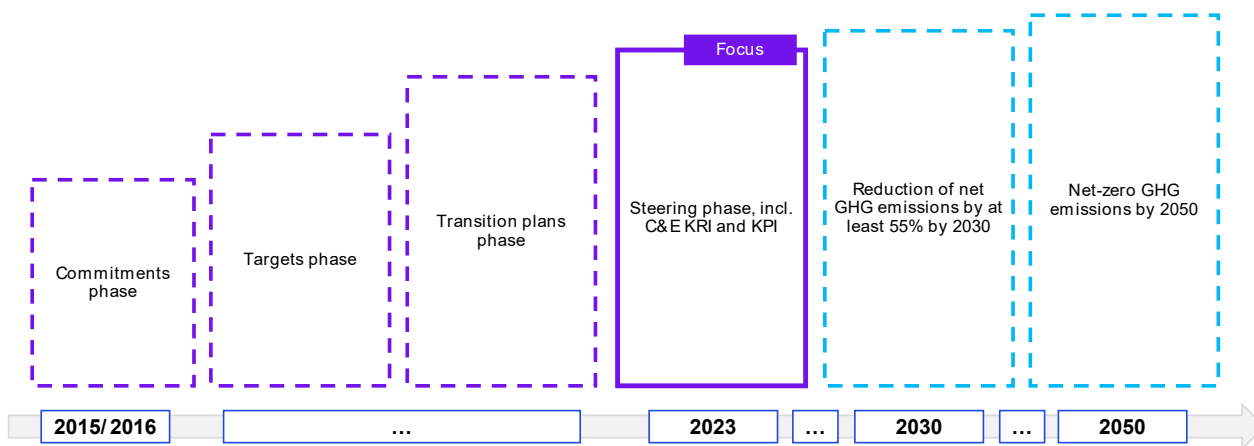 Focus
Commitments
phase
Targets phase
Transition plans
phase
Steering phase, incl.
C&E KRI and KPI
Reduction of net
GHG emissions by at
least 55% by 2030
Net-zero GHG
emissions by 2050
2015/2016
...
2023
...
2030
...
2050